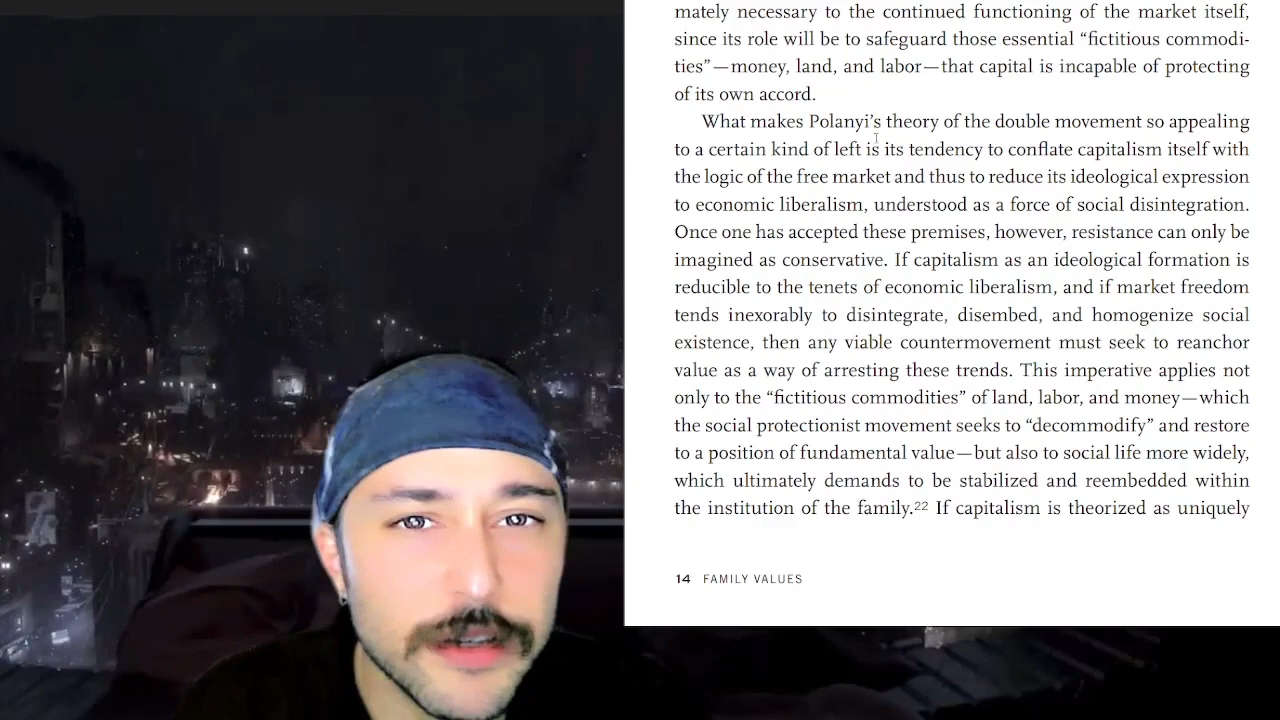 mately necessary to the continued functioning of the market itself,
since its role will be to safeguard those essential “fictitious commodi-
ties”—money, land, and labor—that capital is incapable of protecting
of its own accord.
What makes Polanyi’s theory of the double movement so appealing
to a certain kind of left is its tendency to conflate capitalism itself with
the logic of the free market and thus to reduce its ideological expression
to economic liberalism, understood as a force of social disintegration.
Once one has accepted these premises, however, resistance can only be
imagined as conservative. If capitalism as an ideological formation is
reducible to the tenets of economic liberalism, and if market freedom
tends inexorably to disintegrate, disembed, and homogenize social
existence, then any viable countermovement must seek to reanchor
value as a way of arresting these trends. This imperative applies not
only to the “fictitious commodities” of land, labor, and money—which
the social protectionist movement seeks to “decommodify” and restore
to a position of fundamental value—but also to social life more widely,
which ultimately demands to be stabilized and reembedded within
the institution of the family.22 If capitalism is theorized as uniquely
14 FAMILY VALUES